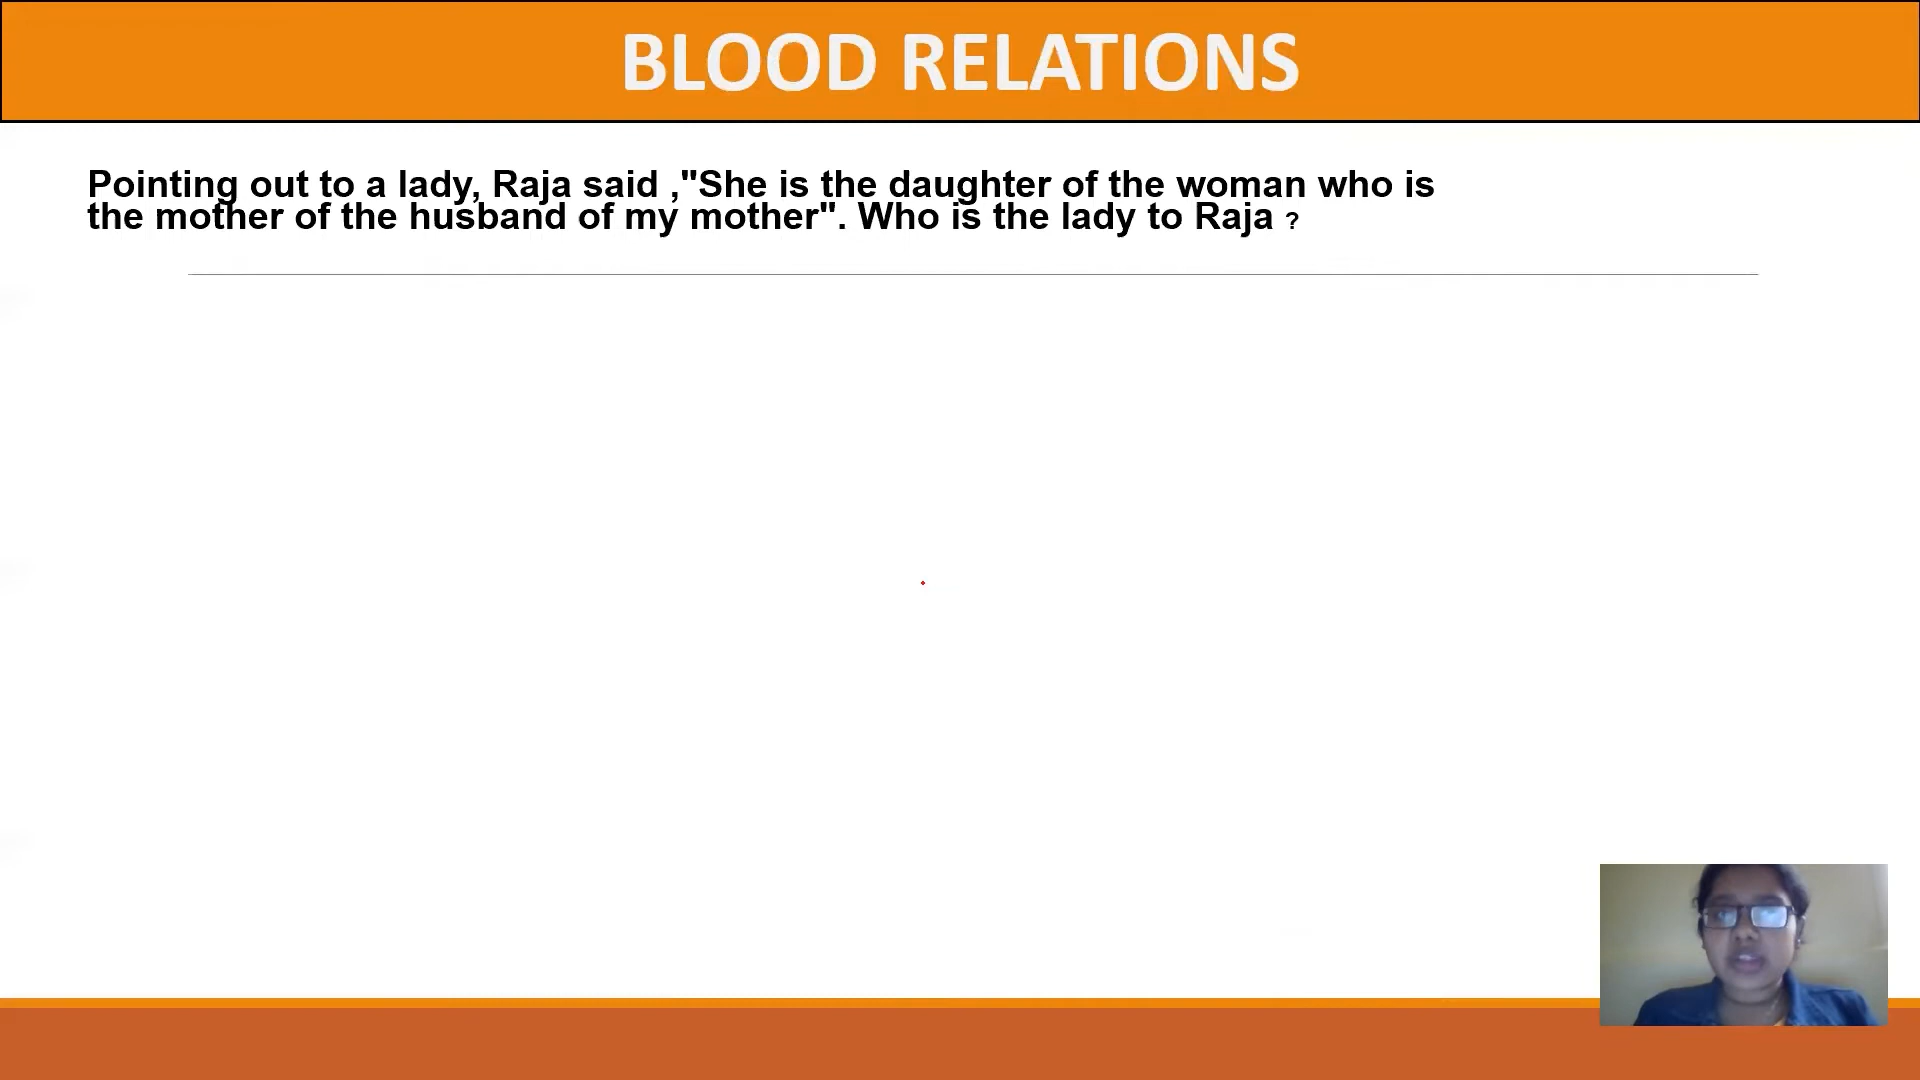 BLOOD RELATIONS
Pointing out to a lady, Raja said ,"She is the daughter of the woman who is
the mother of the husband of my mother". Who is the lady to Raja ?